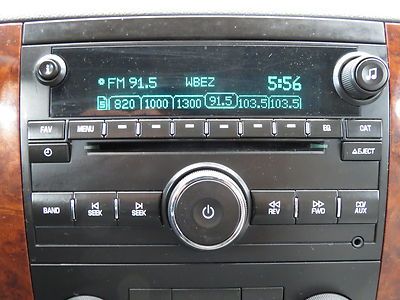 FM 91.5 WBEZ 5:56
820 1000 1300 91.5 103.5 103.5
FAV MENU EQ CAT
EJECT
BAND SEEK SEEK REV FWD CD/
AUX